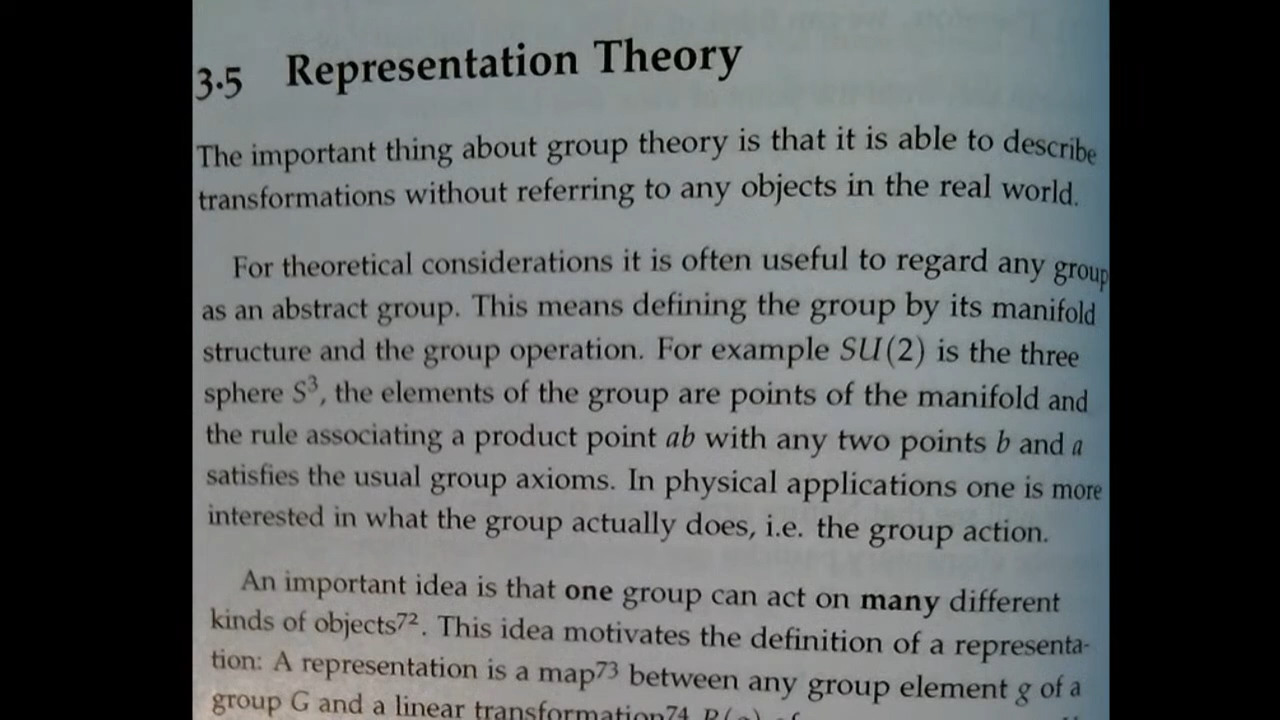 3.5 Representation Theory
The important thing about group theory is that it is able to describe
transformations without referring to any objects in the real world.
For theoretical considerations it is often useful to regard any group
as an abstract group. This means defining the group by its manifold
structure and the group operation. For example SU(2) is the three
sphere S³, the elements of the group are points of the manifold and
the rule associating a product point ab with any two points b and a
satisfies the usual group axioms. In physical applications one is more
interested in what the group actually does, i.e. the group action.
An important idea is that one group can act on many different
kinds of objects⁷². This idea motivates the definition of a representa-
tion: A representation is a map⁷³ between any group element g of a
group G and a linear transformation⁷⁴